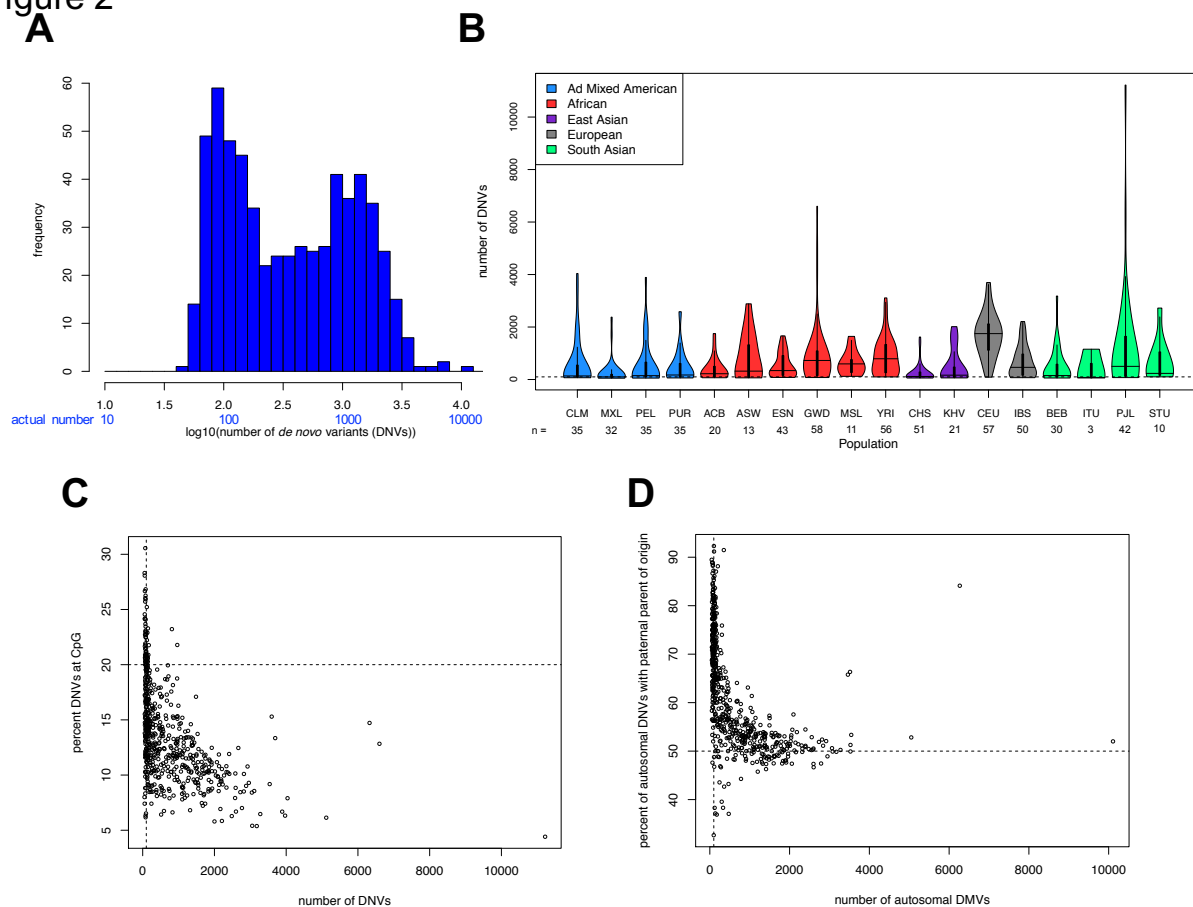 Figure 2
A
60
50
40
30
20
10
0
frequency
1.0 1.5 2.0 2.5 3.0 3.5 4.0
actual number 10 100 1000 10000
log10(number of de novo variants (DNVs))
B
Ad Mixed American
African
East Asian
European
South Asian
10000
8000
6000
4000
2000
0
number of DNVs
CLM MXL PEL PUR ACB ASW ESN GWD MSL YRI CHS KHV CEU IBS BEB ITU PJL STU
n = 35 32 35 35 20 13 43 58 11 56 51 21 57 50 30 3 42 10
Population
C
30
25
20
15
10
5
percent DNVs at CpG
0 2000 4000 6000 8000 10000
number of DNVs
D
90
80
70
60
50
40
percent of autosomal DNVs with paternal parent of origin
0 2000 4000 6000 8000 10000
number of autosomal DMVs